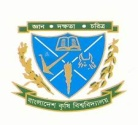 জ্ঞান • দক্ষতা • চরিত্র
বাংলাদেশ কৃষি বিশ্ববিদ্যালয়